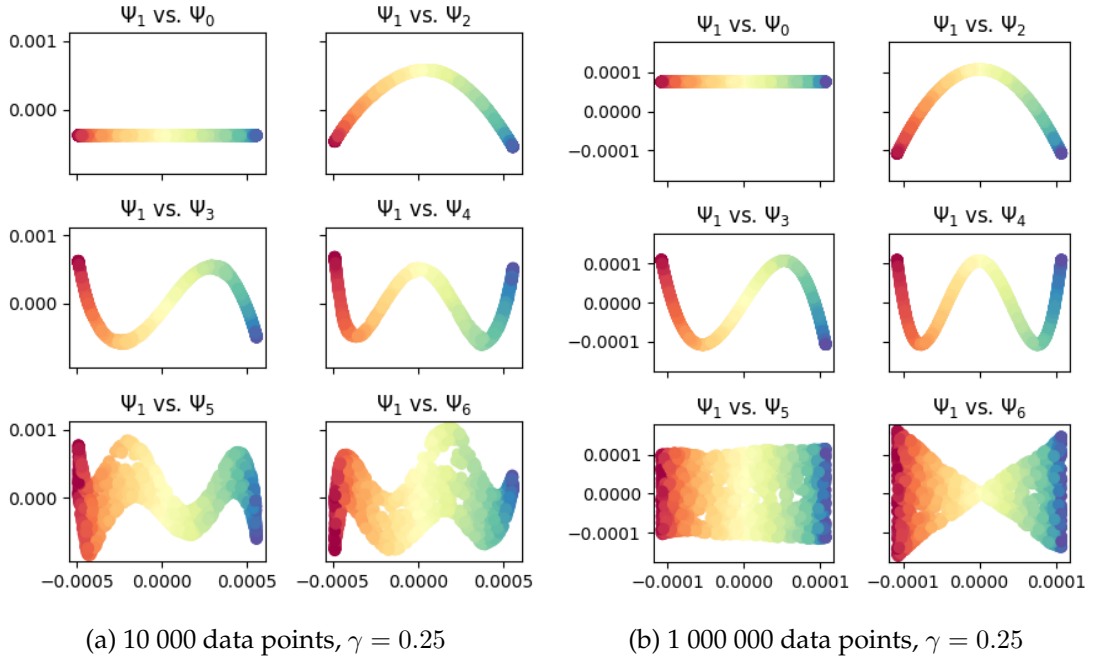 Ψ₁ vs. Ψ₀
Ψ₁ vs. Ψ₂
0.001
0.000
Ψ₁ vs. Ψ₃
Ψ₁ vs. Ψ₄
0.001
0.000
Ψ₁ vs. Ψ₅
Ψ₁ vs. Ψ₆
0.001
0.000
−0.0005 0.0000 0.0005
−0.0005 0.0000 0.0005
(a) 10 000 data points, γ = 0.25
Ψ₁ vs. Ψ₀
Ψ₁ vs. Ψ₂
0.0001
0.0000
−0.0001
Ψ₁ vs. Ψ₃
Ψ₁ vs. Ψ₄
0.0001
0.0000
−0.0001
Ψ₁ vs. Ψ₅
Ψ₁ vs. Ψ₆
0.0001
0.0000
−0.0001
−0.0001 0.0000 0.0001
−0.0001 0.0000 0.0001
(b) 1 000 000 data points, γ = 0.25